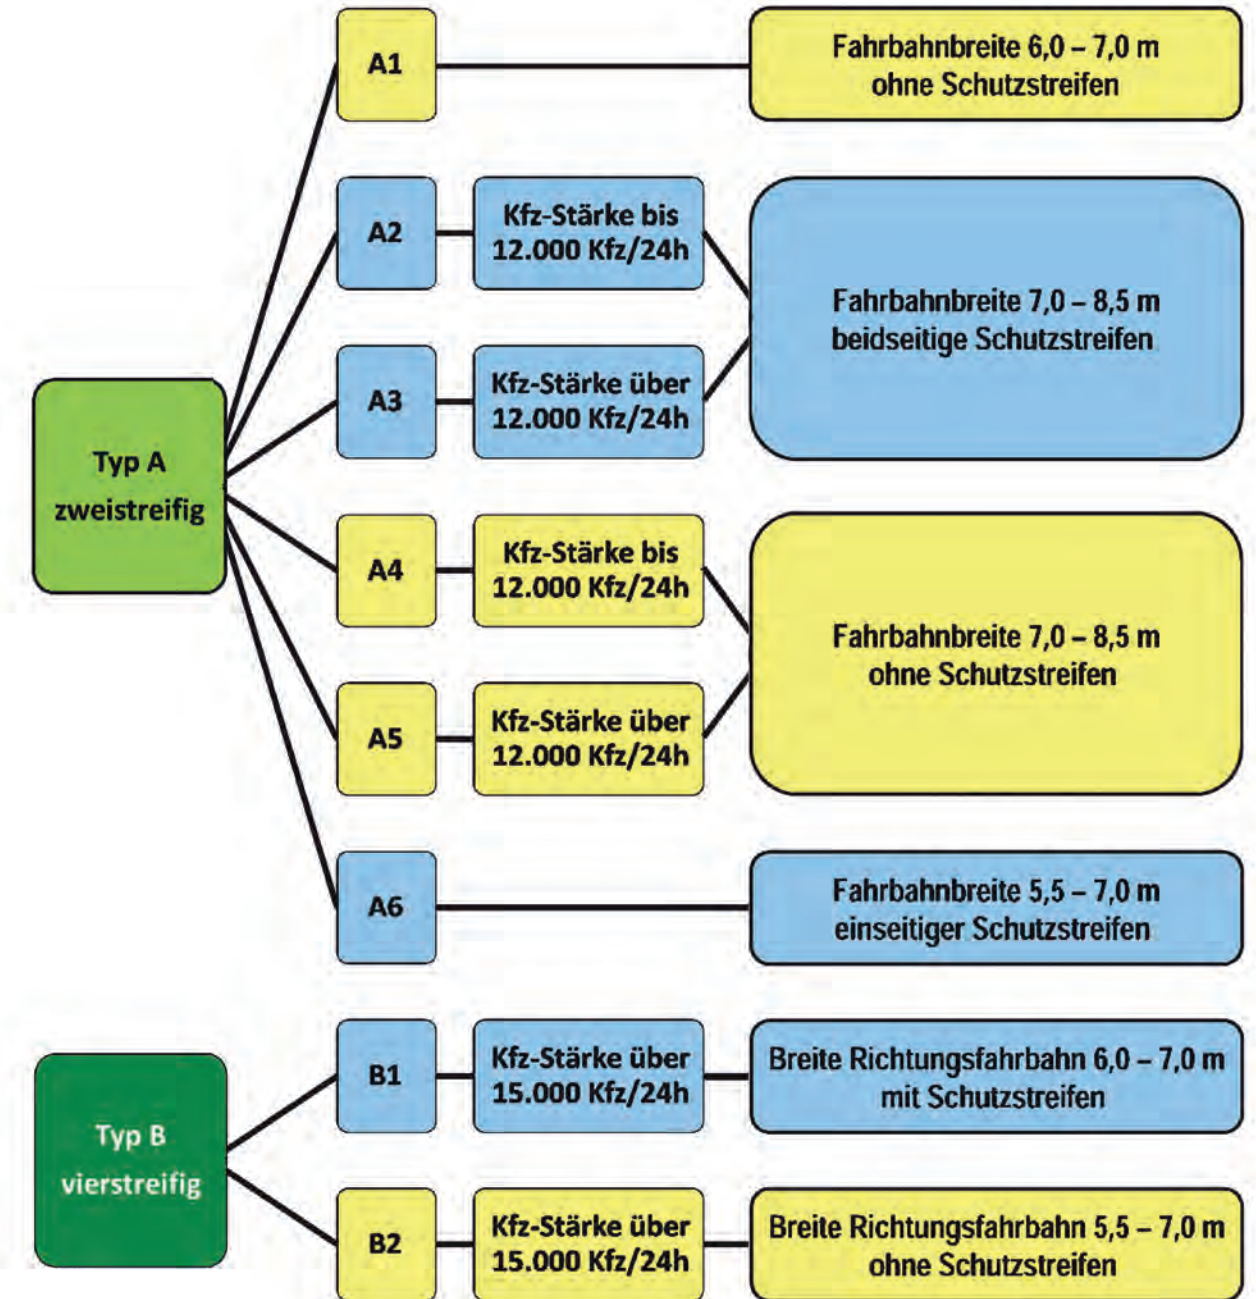 A1
Fahrbahnbreite 6,0 – 7,0 m
ohne Schutzstreifen
A2
Kfz-Stärke bis
12.000 Kfz/24h
Fahrbahnbreite 7,0 – 8,5 m
beidseitige Schutzstreifen
A3
Kfz-Stärke über
12.000 Kfz/24h
Typ A
zweistreifig
A4
Kfz-Stärke bis
12.000 Kfz/24h
Fahrbahnbreite 7,0 – 8,5 m
ohne Schutzstreifen
A5
Kfz-Stärke über
12.000 Kfz/24h
A6
Fahrbahnbreite 5,5 – 7,0 m
einseitiger Schutzstreifen
Typ B
vierstreifig
B1
Kfz-Stärke über
15.000 Kfz/24h
Breite Richtungsfahrbahn 6,0 – 7,0 m
mit Schutzstreifen
B2
Kfz-Stärke über
15.000 Kfz/24h
Breite Richtungsfahrbahn 5,5 – 7,0 m
ohne Schutzstreifen